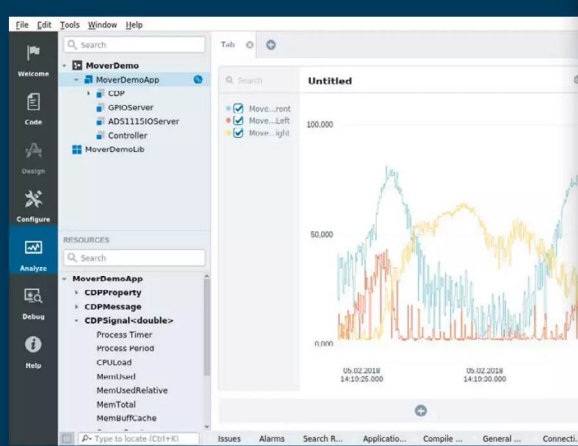 File Edit Tools Window Help
Welcome
Code
Design
Configure
Analyze
Debug
Help
Search
MoverDemo
MoverDemoApp
CDP
GPIOServer
ADS1115IOServer
Controller
MoverDemoLib
RESOURCES
Search
MoverDemoApp
CDPProperty
CDPMessage
CDPSignal<double>
Process Timer
Process Period
CPULoad
MemUsed
MemUsedRelative
MemTotal
MemBuffCache
Type to locate (Ctrl+K)
Tab
Search
Move...ront
Move...Left
Move...ight
Untitled
100,000
50,000
0,000
05.02.2018 05.02.2018
14:10:25.000 14:10:30.000
Issues Alarms Search R... Applicatio... Compile ... General ... Connecti...